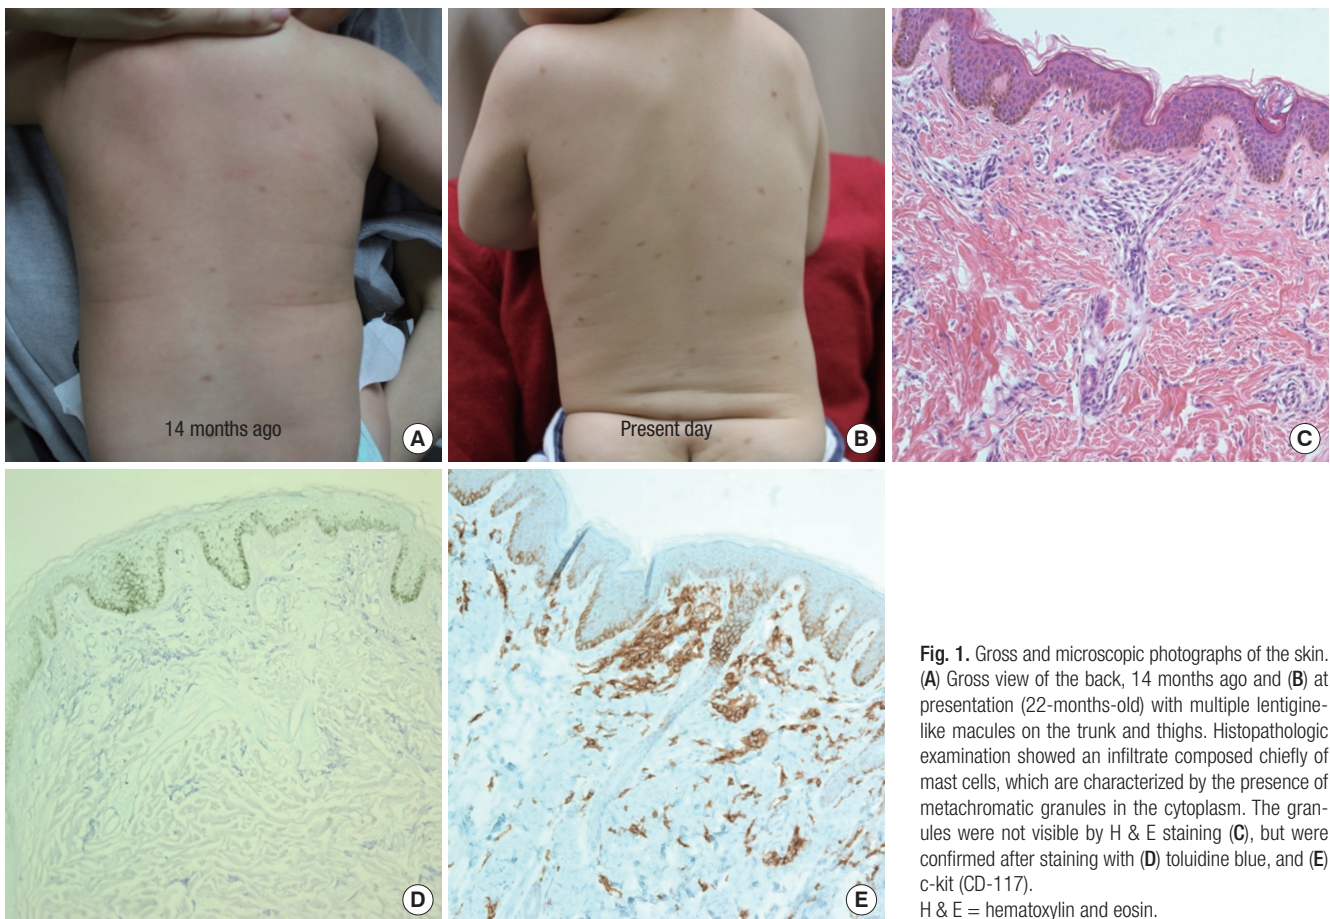 14 months ago
A
Present day
B
C
D
E
Fig. 1. Gross and microscopic photographs of the skin.
(A) Gross view of the back, 14 months ago and (B) at
presentation (22-months-old) with multiple lentigine-
like macules on the trunk and thighs. Histopathologic
examination showed an infiltrate composed chiefly of
mast cells, which are characterized by the presence of
metachromatic granules in the cytoplasm. The gran-
ules were not visible by H & E staining (C), but were
confirmed after staining with (D) toluidine blue, and (E)
c-kit (CD-117).
H & E = hematoxylin and eosin.